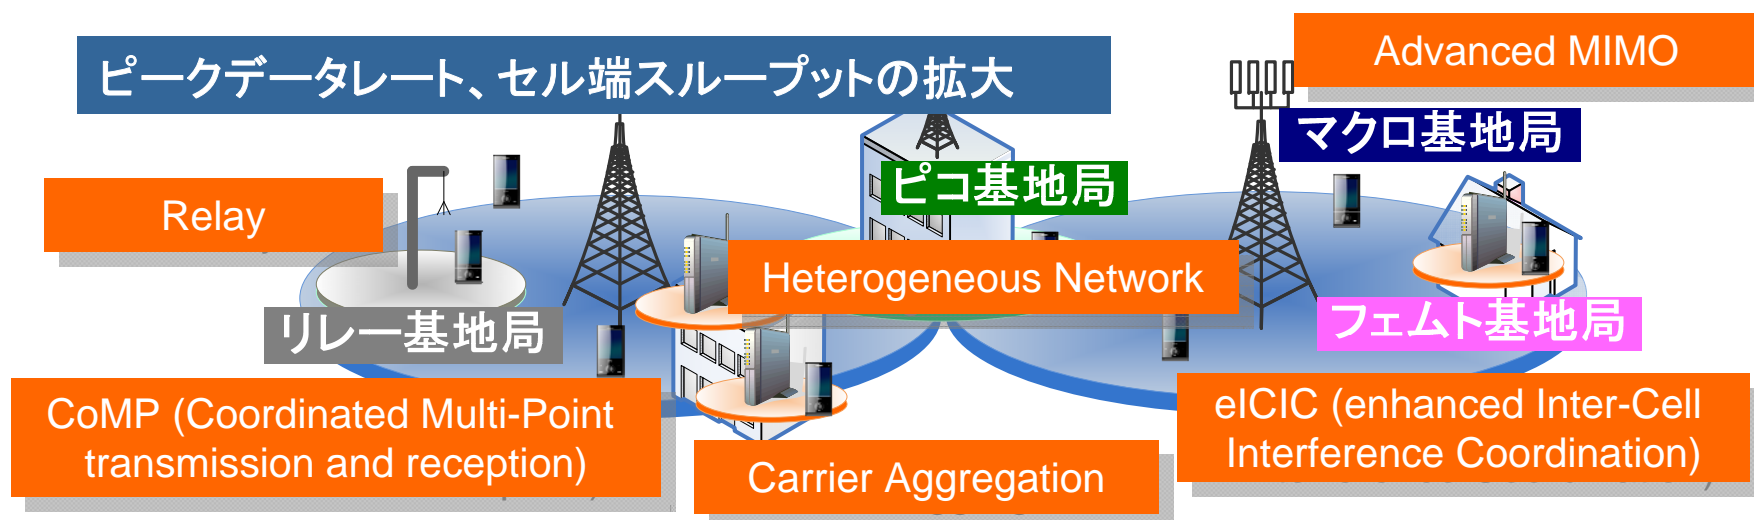 Advanced MIMO
ピークデータレート、セル端スループットの拡大
マクロ基地局
ピコ基地局
Relay
Heterogeneous Network
リレー基地局
フェムト基地局
CoMP (Coordinated Multi-Point
transmission and reception)
eICIC (enhanced Inter-Cell
Interference Coordination)
Carrier Aggregation